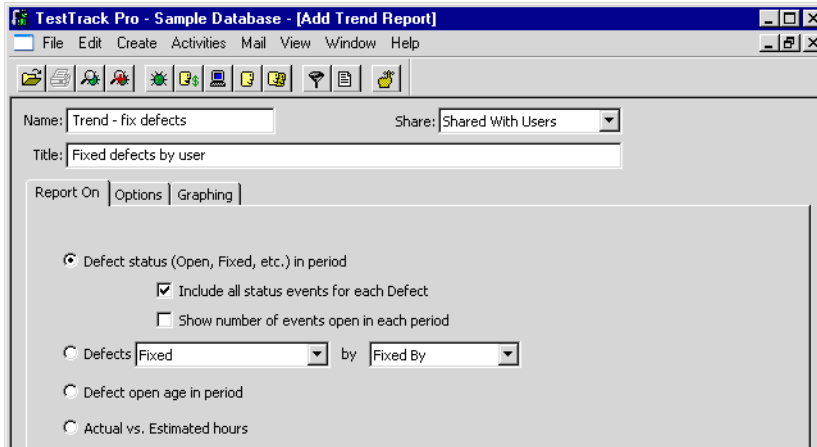 TestTrack Pro - Sample Database - [Add Trend Report]
File Edit Create Activities Mail View Window Help
Name: Trend - fix defects Share: Shared With Users
Title: Fixed defects by user
Report On Options Graphing
Defect status (Open, Fixed, etc.) in period
Include all status events for each Defect
Show number of events open in each period
Defects Fixed by Fixed By
Defect open age in period
Actual vs. Estimated hours